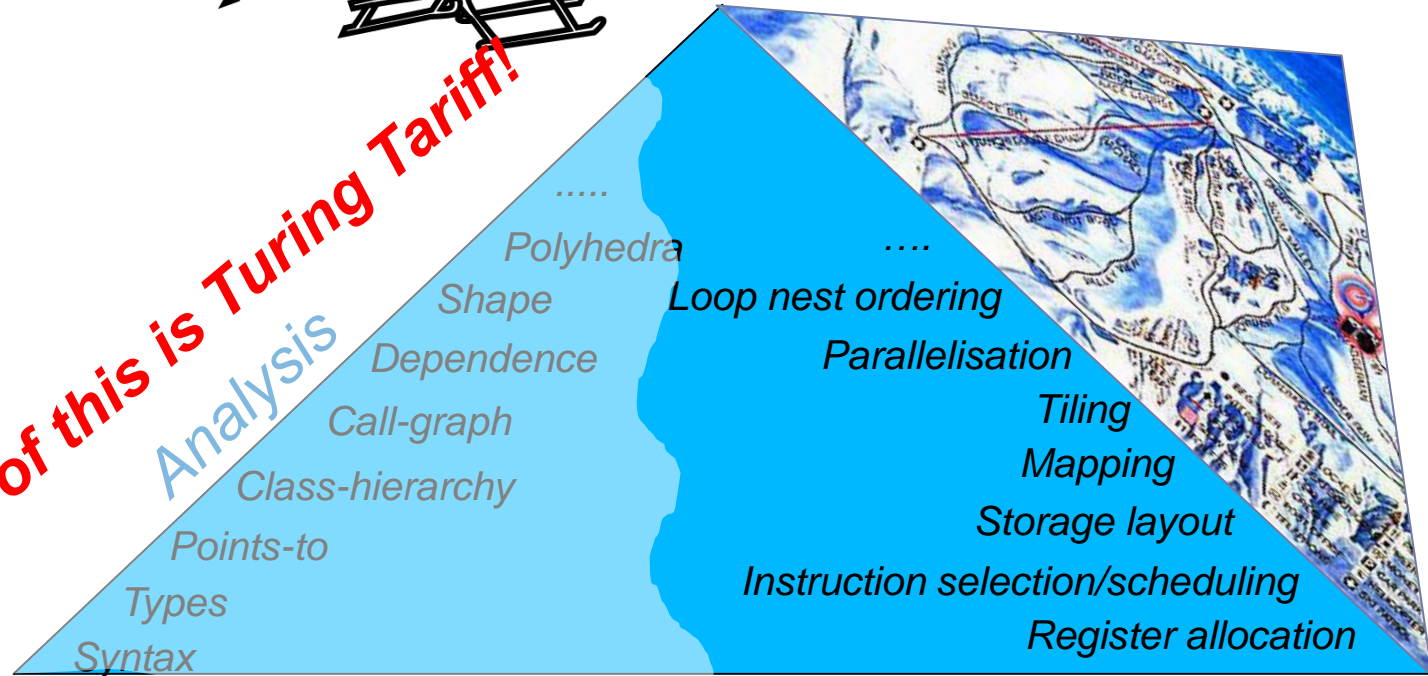 of this is Turing Tariff!
Analysis
.....
Polyhedra
Shape
Dependence
Call-graph
Class-hierarchy
Points-to
Types
Syntax
....
Loop nest ordering
Parallelisation
Tiling
Mapping
Storage layout
Instruction selection/scheduling
Register allocation